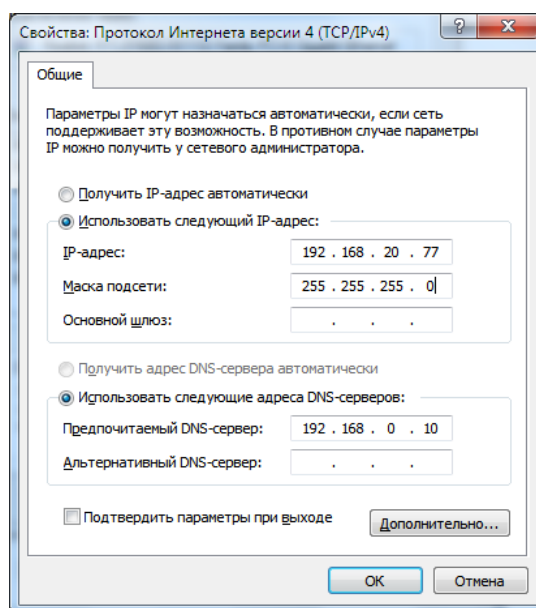 Свойства: Протокол Интернета версии 4 (TCP/IPv4)
?
Общие
Параметры IP могут назначаться автоматически, если сеть
поддерживает эту возможность. В противном случае параметры
IP можно получить у сетевого администратора.
Получить IP-адрес автоматически
Использовать следующий IP-адрес:
IP-адрес: 192 . 168 . 20 . 77
Маска подсети: 255 . 255 . 255 . 0
Основной шлюз: . . .
Получить адрес DNS-сервера автоматически
Использовать следующие адреса DNS-серверов:
Предпочитаемый DNS-сервер: 192 . 168 . 0 . 10
Альтернативный DNS-сервер: . . .
Подтвердить параметры при выходе
Дополнительно...
ОК Отмена